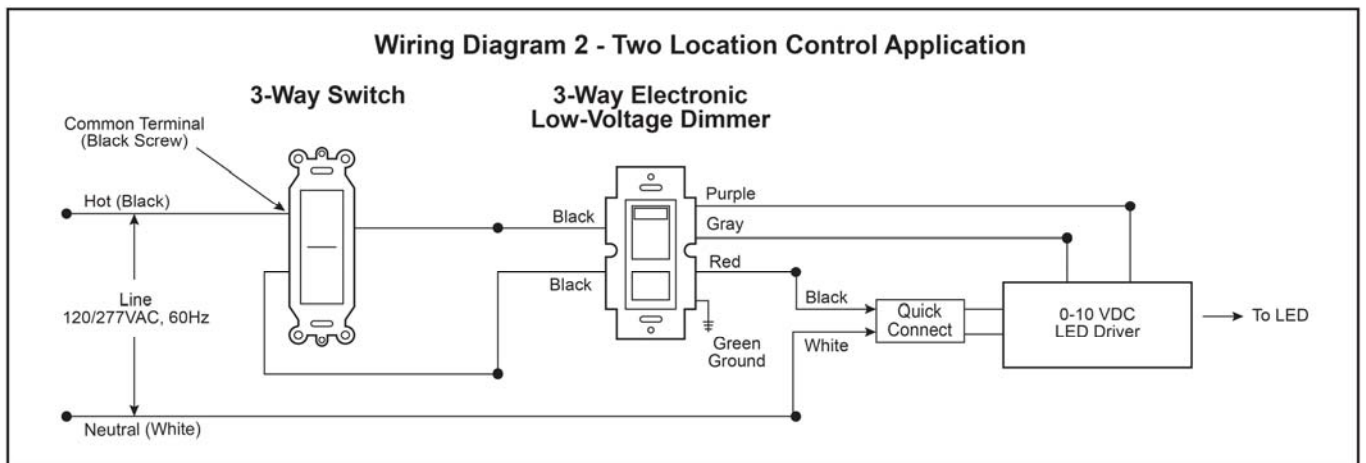 Wiring Diagram 2 - Two Location Control Application
3-Way Switch
3-Way Electronic
Low-Voltage Dimmer
Common Terminal
(Black Screw)
Hot (Black)
Line
120/277VAC, 60Hz
Neutral (White)
Black
Black
Purple
Gray
Red
Green
Ground
Black
White
Quick
Connect
0-10 VDC
LED Driver
To LED